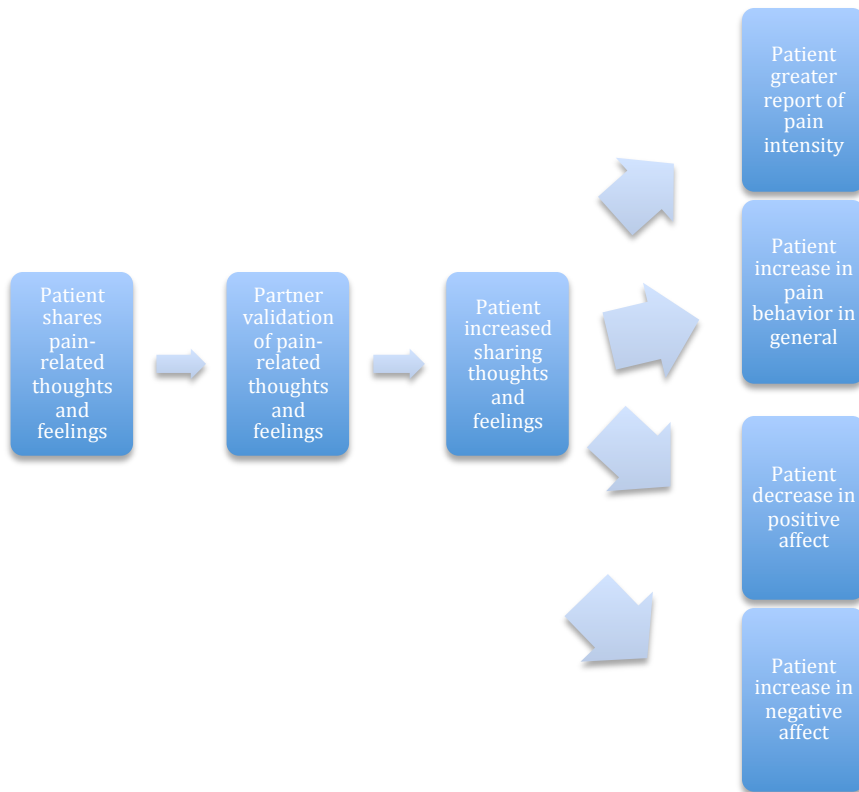 Patient
shares
pain-
related
thoughts
and
feelings
Partner
validation
of pain-
related
thoughts
and
feelings
Patient
increased
sharing
thoughts
and
feelings
Patient
greater
report of
pain
intensity
Patient
increase in
pain
behavior in
general
Patient
decrease in
positive
affect
Patient
increase in
negative
affect